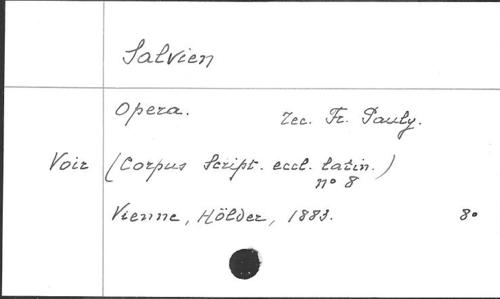 Salvien
Opera. rec. Fr. Pauly.
Voir (Corpus Script. eccl. latin.)
n° 8
Vienne, Hölder, 1883. 8°